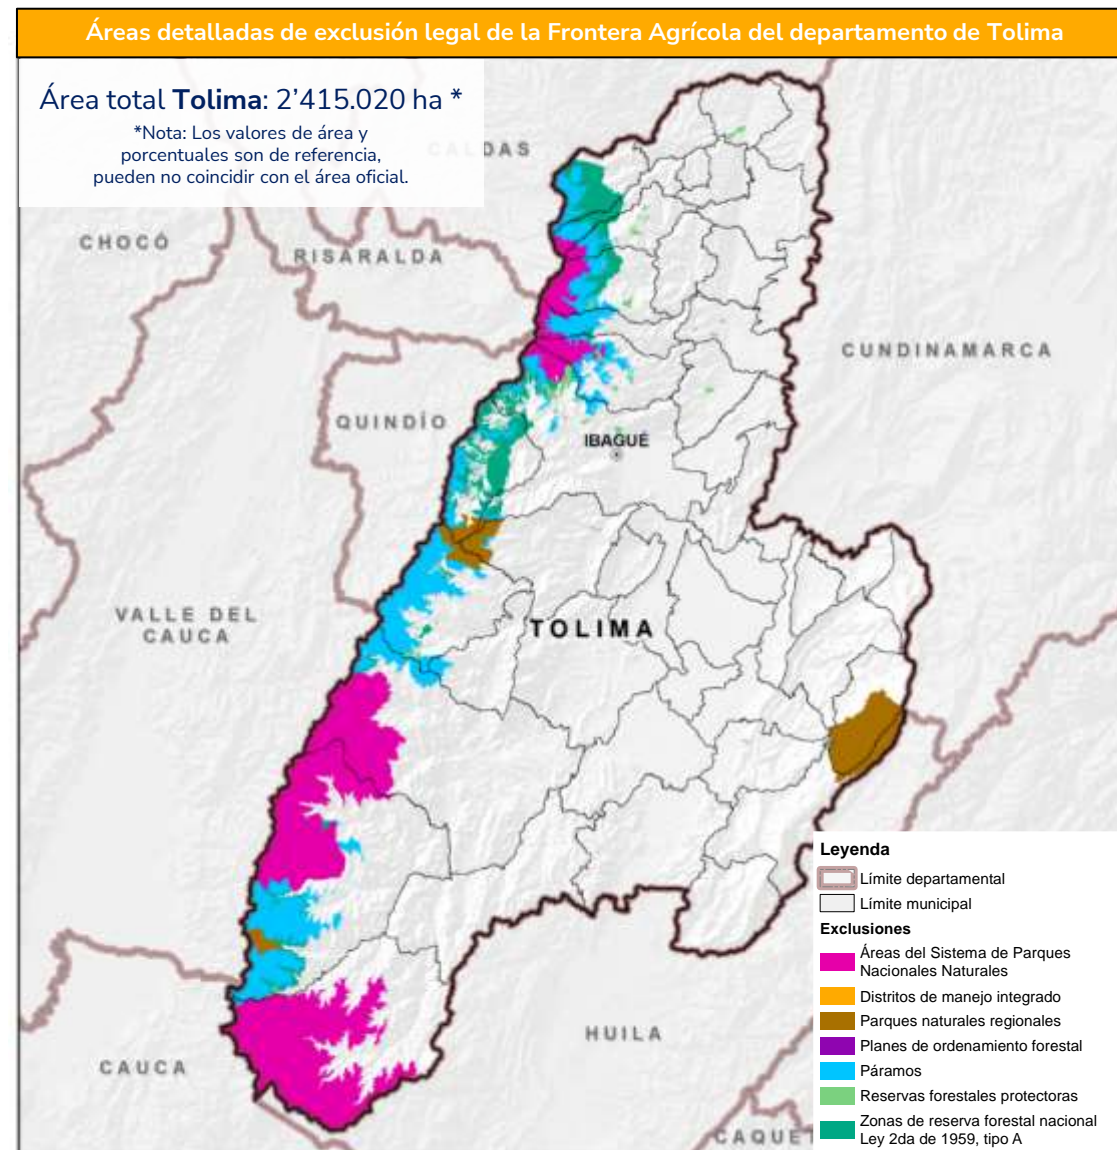 Áreas detalladas de exclusión legal de la Frontera Agrícola del departamento de Tolima
Área total Tolima: 2’415.020 ha *
*Nota: Los valores de área y
porcentuales son de referencia,
pueden no coincidir con el área oficial.
CALDAS
CHOCÓ
RISARALDA
CUNDINAMARCA
QUINDÍO
IBAGUÉ
VALLE DEL
CAUCA
TOLIMA
HUILA
CAUCA
CAQUET
Leyenda
Límite departamental
Límite municipal
Exclusiones
Áreas del Sistema de Parques
Nacionales Naturales
Distritos de manejo integrado
Parques naturales regionales
Planes de ordenamiento forestal
Páramos
Reservas forestales protectoras
Zonas de reserva forestal nacional
Ley 2da de 1959, tipo A